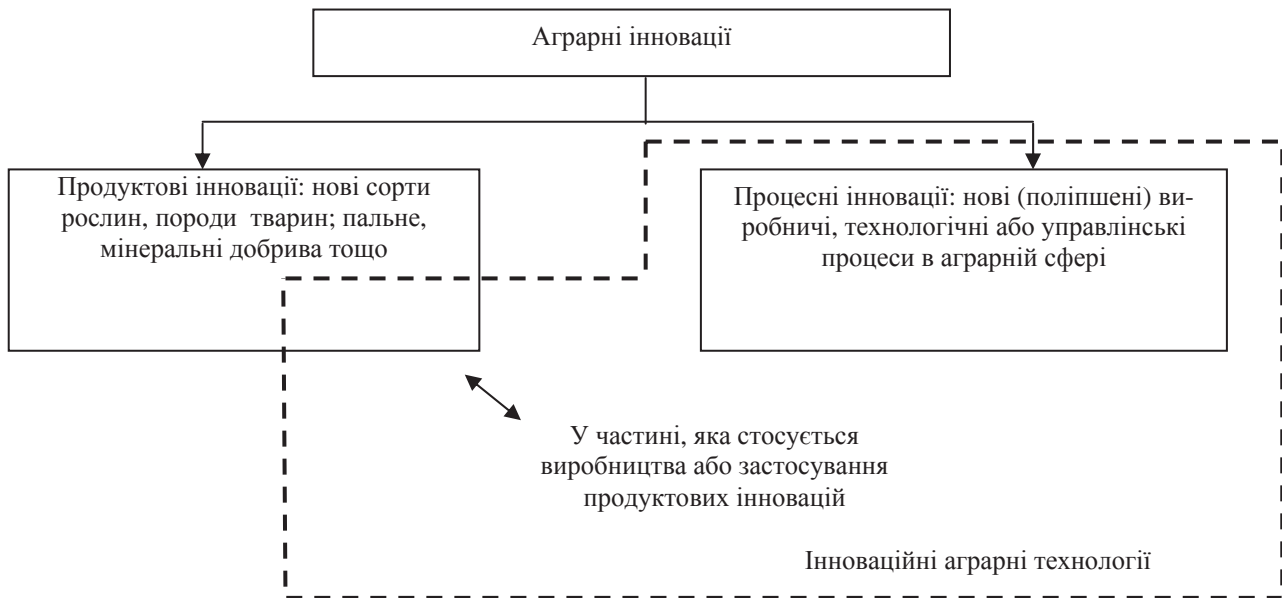 Аграрні інновації
Продуктові інновації: нові сорти
рослин, породи тварин; пальне,
мінеральні добрива тощо
Процесні інновації: нові (поліпшені) ви-
робничі, технологічні або управлінські
процеси в аграрній сфері
У частині, яка стосується
виробництва або застосування
продуктових інновацій
Інноваційні аграрні технології